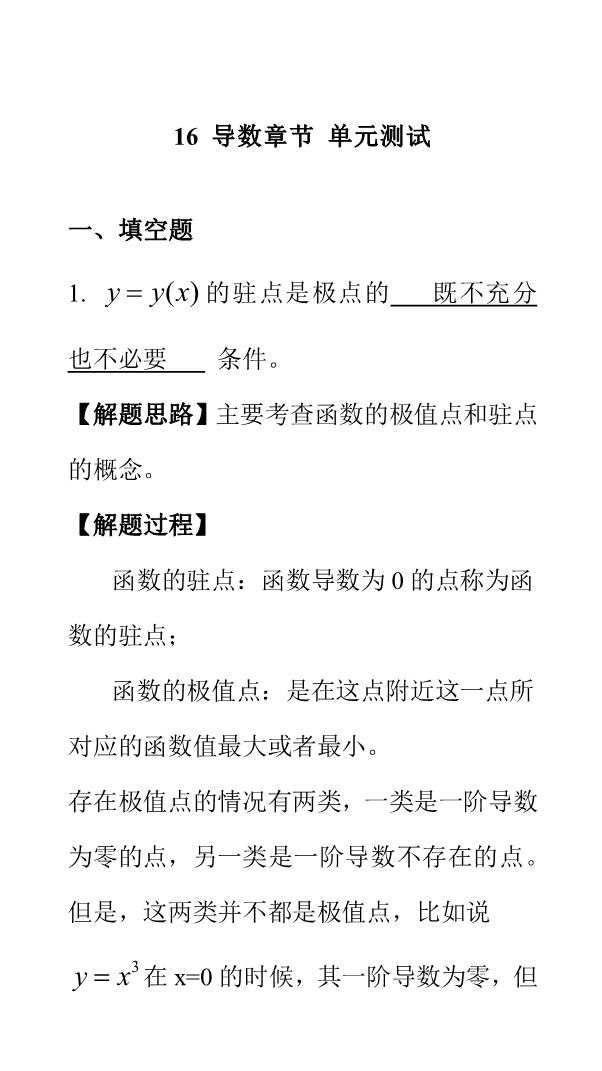 16 导数章节 单元测试
一、填空题
1. y = y(x) 的驻点是极点的 既不充分
也不必要 条件。
【解题思路】主要考查函数的极值点和驻点
的概念。
【解题过程】
函数的驻点：函数导数为 0 的点称为函
数的驻点；
函数的极值点：是在这点附近这一点所
对应的函数值最大或者最小。
存在极值点的情况有两类，一类是一阶导数
为零的点，另一类是一阶导数不存在的点。
但是，这两类并不都是极值点，比如说
y = x³ 在 x=0 的时候，其一阶导数为零，但